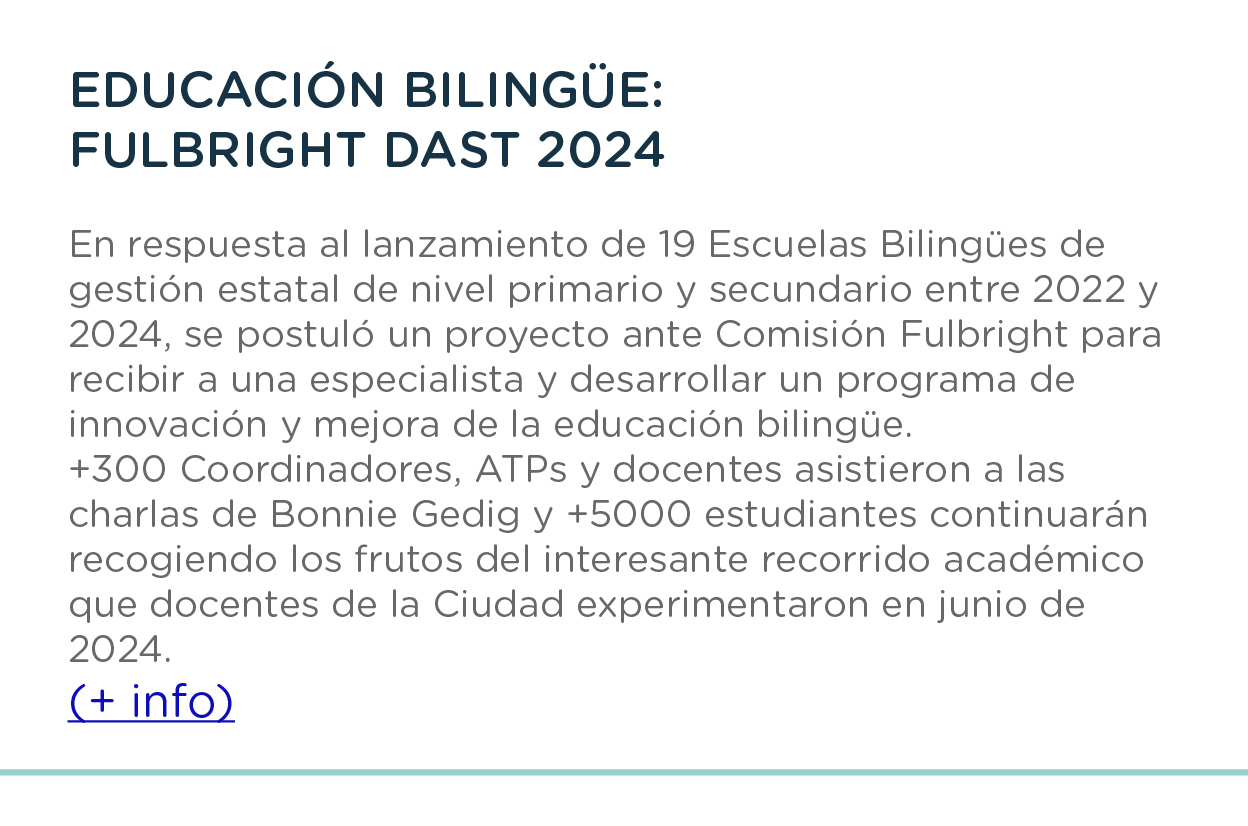 EDUCACIÓN BILINGÜE:
FULBRIGHT DAST 2024
En respuesta al lanzamiento de 19 Escuelas Bilingües de
gestión estatal de nivel primario y secundario entre 2022 y
2024, se postuló un proyecto ante Comisión Fulbright para
recibir a una especialista y desarrollar un programa de
innovación y mejora de la educación bilingüe.
+300 Coordinadores, ATPs y docentes asistieron a las
charlas de Bonnie Gedig y +5000 estudiantes continuarán
recogiendo los frutos del interesante recorrido académico
que docentes de la Ciudad experimentaron en junio de
2024.
(+ info)